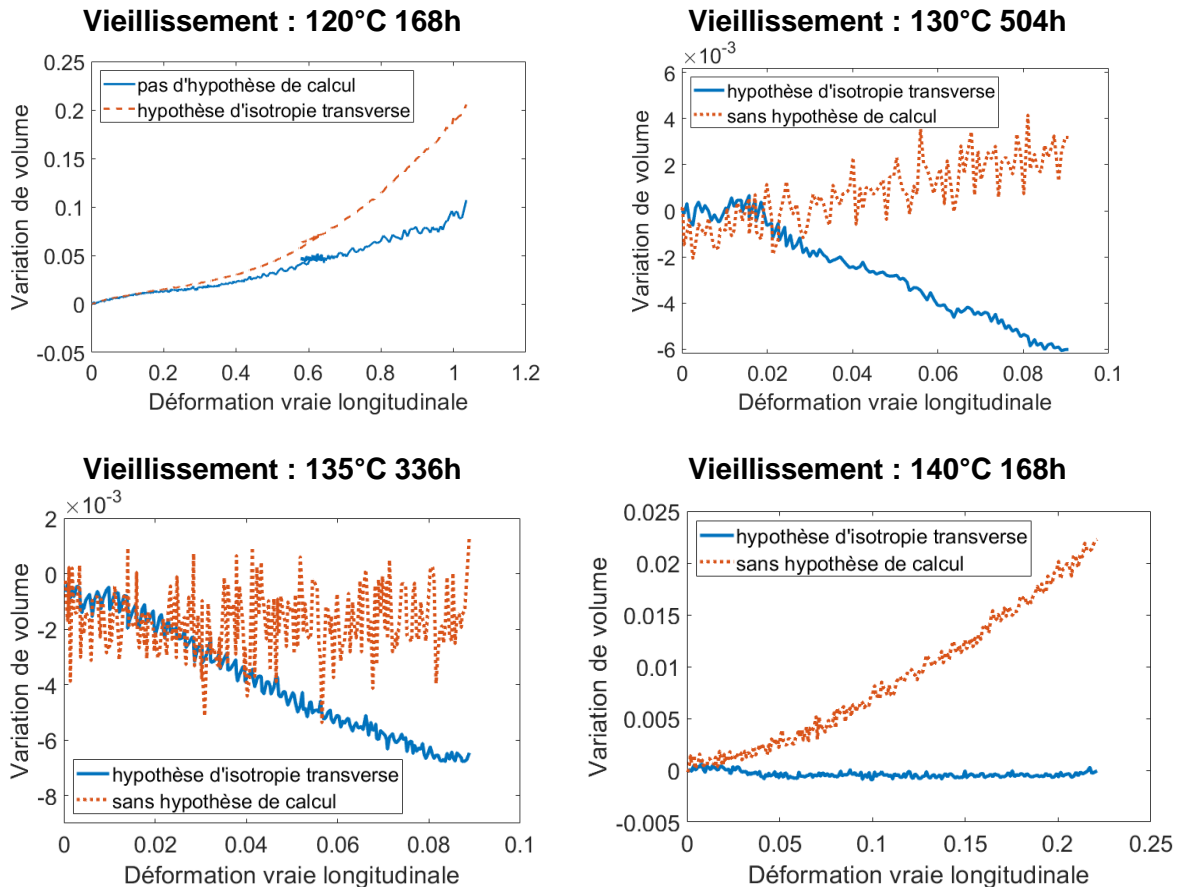 Vieillissement : 120°C 168h
0.25
0.2
0.15
0.1
0.05
0
-0.05
Variation de volume
pas d'hypothèse de calcul
hypothèse d'isotropie transverse
0 0.2 0.4 0.6 0.8 1 1.2
Déformation vraie longitudinale
Vieillissement : 130°C 504h
×10⁻³
6
4
2
0
-2
-4
-6
Variation de volume
hypothèse d'isotropie transverse
sans hypothèse de calcul
0 0.02 0.04 0.06 0.08 0.1
Déformation vraie longitudinale
Vieillissement : 135°C 336h
×10⁻³
2
0
-2
-4
-6
-8
Variation de volume
hypothèse d'isotropie transverse
sans hypothèse de calcul
0 0.02 0.04 0.06 0.08 0.1
Déformation vraie longitudinale
Vieillissement : 140°C 168h
0.025
0.02
0.015
0.01
0.005
0
-0.005
Variation de volume
hypothèse d'isotropie transverse
sans hypothèse de calcul
0 0.05 0.1 0.15 0.2 0.25
Déformation vraie longitudinale